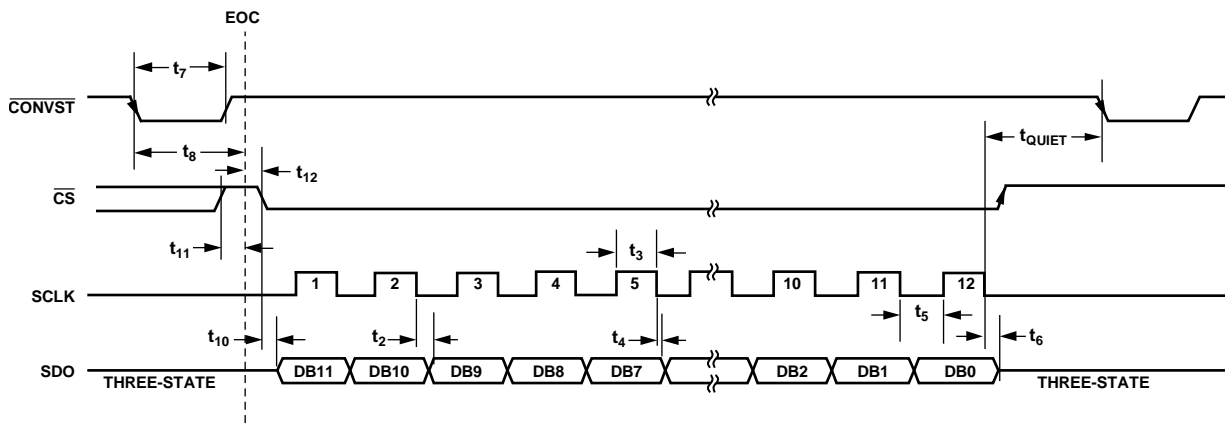 EOC
t7
CONVST
t8
tQUIET
t12
CS
t11
t3
SCLK
1 2 3 4 5 10 11 12
t10
t2
t4
t5
t6
SDO
THREE-STATE
DB11 DB10 DB9 DB8 DB7 DB2 DB1 DB0
THREE-STATE